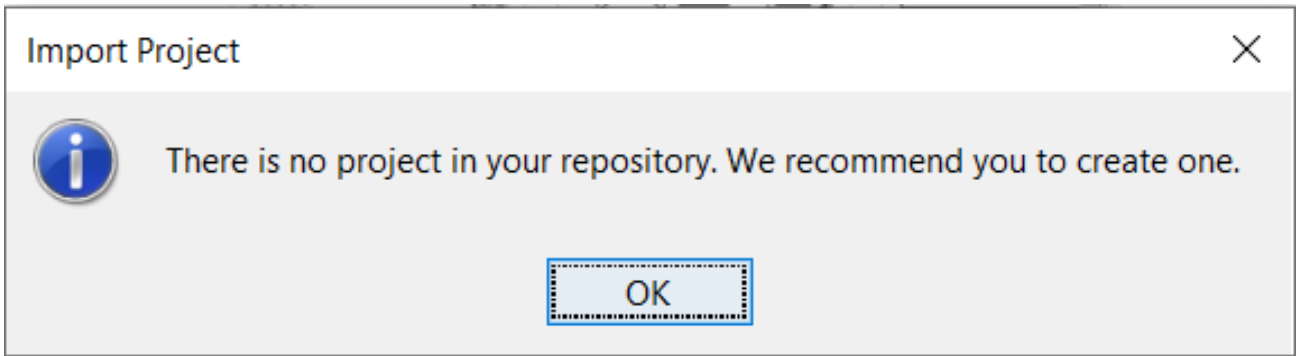 Import Project
There is no project in your repository. We recommend you to create one.
OK